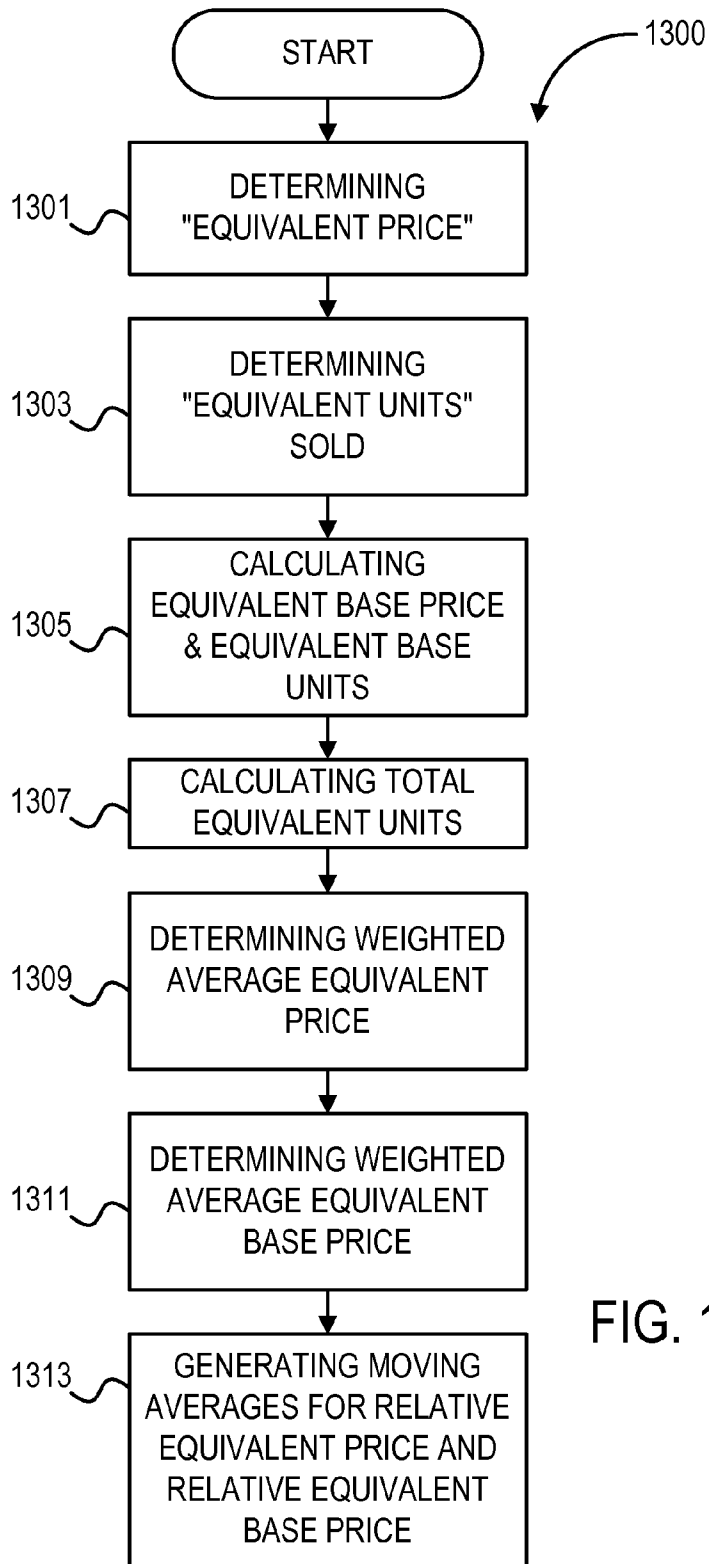 START
1300
1301
DETERMINING
"EQUIVALENT PRICE"
1303
DETERMINING
"EQUIVALENT UNITS"
SOLD
1305
CALCULATING
EQUIVALENT BASE PRICE
& EQUIVALENT BASE
UNITS
1307
CALCULATING TOTAL
EQUIVALENT UNITS
1309
DETERMINING WEIGHTED
AVERAGE EQUIVALENT
PRICE
1311
DETERMINING WEIGHTED
AVERAGE EQUIVALENT
BASE PRICE
FIG.
1313
GENERATING MOVING
AVERAGES FOR RELATIVE
EQUIVALENT PRICE AND
RELATIVE EQUIVALENT
BASE PRICE